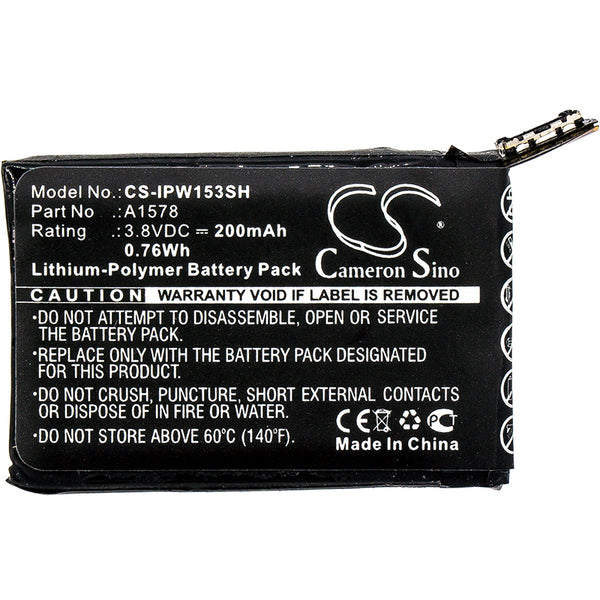 Model No.:CS-IPW153SH
Part No :A1578
Rating :3.8VDC ⎓ 200mAh
0.76Wh
Lithium-Polymer Battery Pack
CS
Cameron Sino
CAUTION WARRANTY VOID IF LABEL IS REMOVED
•DO NOT ATTEMPT TO DISASSEMBLE, OPEN OR SERVICE
THE BATTERY PACK.
•REPLACE ONLY WITH THE BATTERY PACK DESIGNATED
FOR THIS PRODUCT.
•DO NOT CRUSH, PUNCTURE, SHORT EXTERNAL CONTACTS
OR DISPOSE OF IN FIRE OR WATER.
•DO NOT STORE ABOVE 60°C (140°F)
CE
Made In China